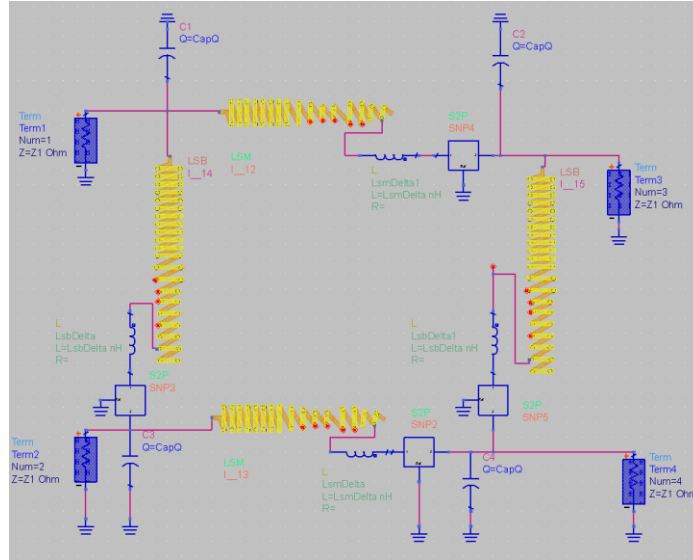 C1
Q=CapQ
C2
Q=CapQ
Term
Term1
Num=1
Z=Z1 Ohm
LSB
I__14
LSM
I__12
S2P
SNP4
L
LsmDelta1
L=LsmDelta nH
R=
LSB
I__15
Term
Term3
Num=3
Z=Z1 Ohm
L
LsbDelta
L=LsbDelta nH
R=
L
LsbDelta1
L=LsbDelta nH
R=
S2P
SNP3
S2P
SNP5
Term
Term2
Num=2
Z=Z1 Ohm
C3
Q=CapQ
LSM
I__13
S2P
SNP2
L
LsmDelta
L=LsmDelta nH
R=
C4
Q=CapQ
Term
Term4
Num=4
Z=Z1 Ohm